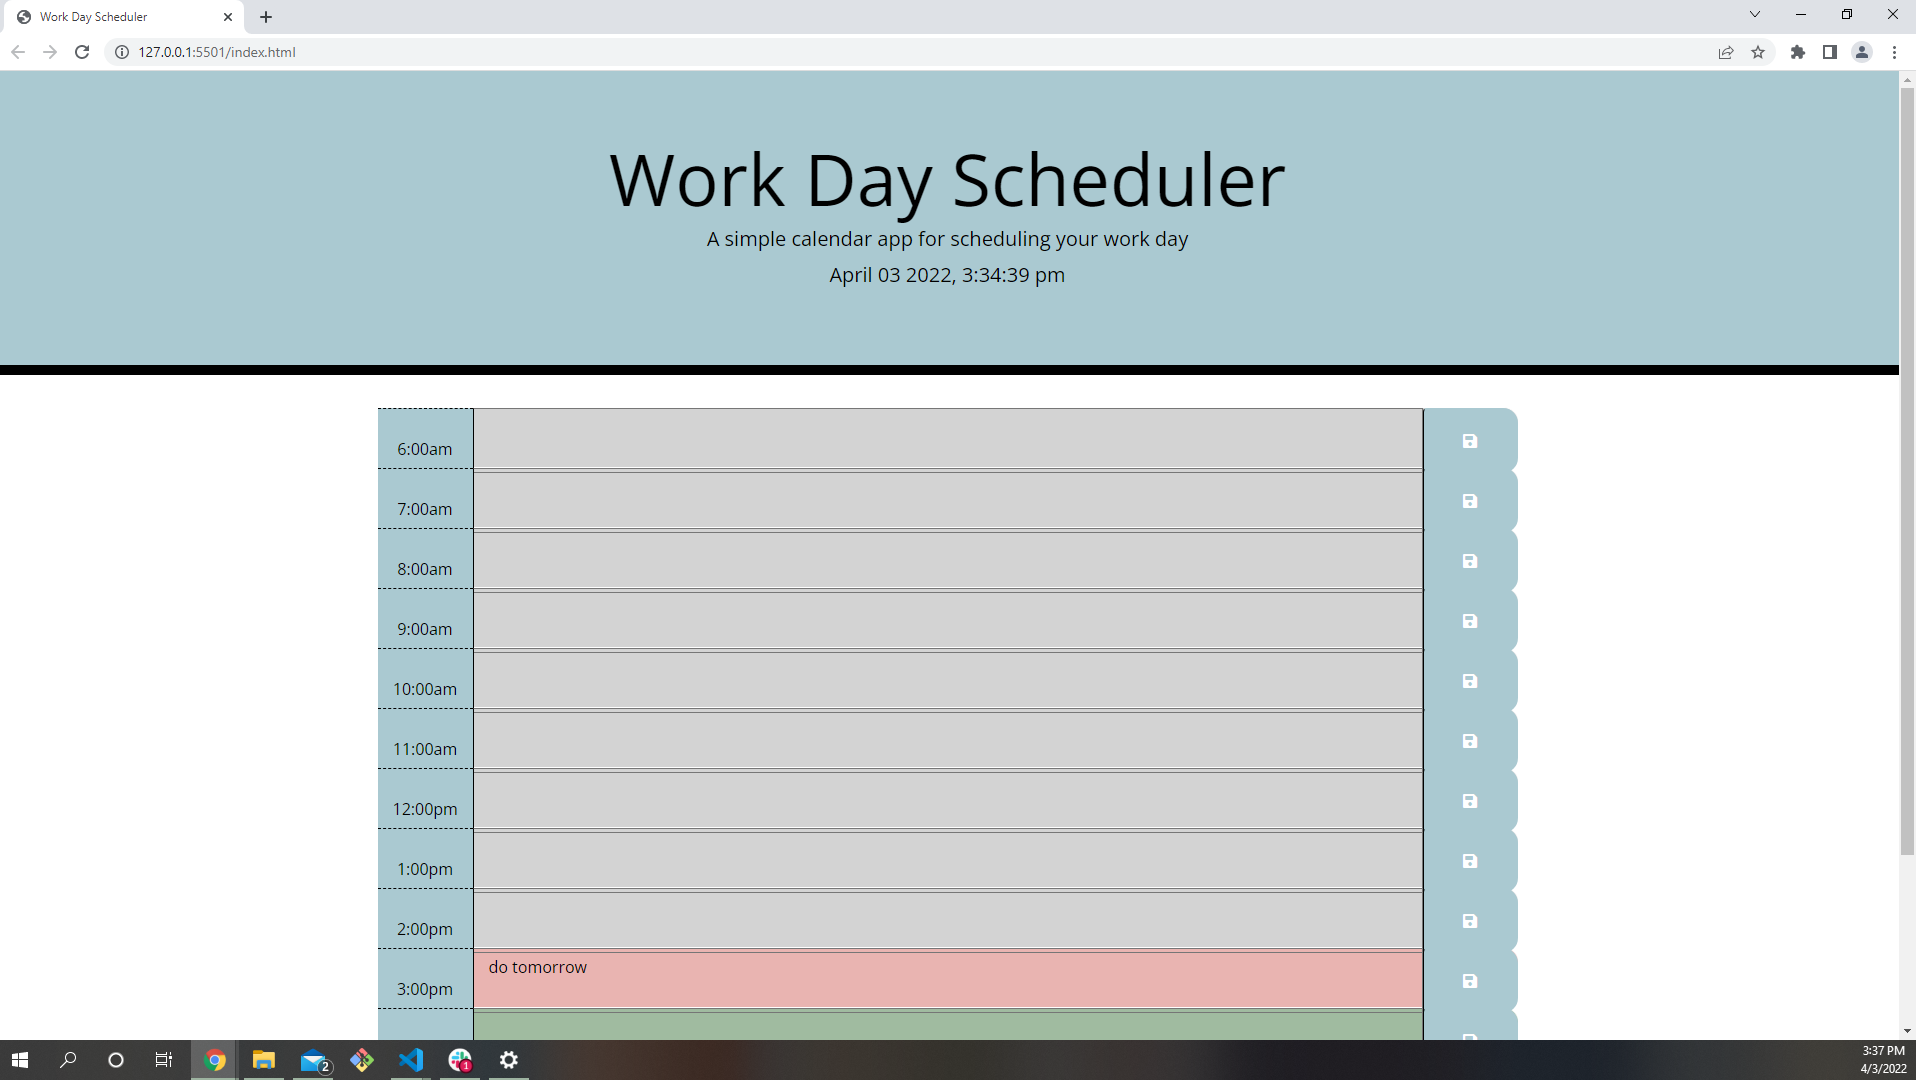 Work Day Scheduler
127.0.0.1:5501/index.html
Work Day Scheduler
A simple calendar app for scheduling your work day
April 03 2022, 3:34:39 pm
6:00am
7:00am
8:00am
9:00am
10:00am
11:00am
12:00pm
1:00pm
2:00pm
do tomorrow
3:00pm
2
1
3:37 PM
4/3/2022